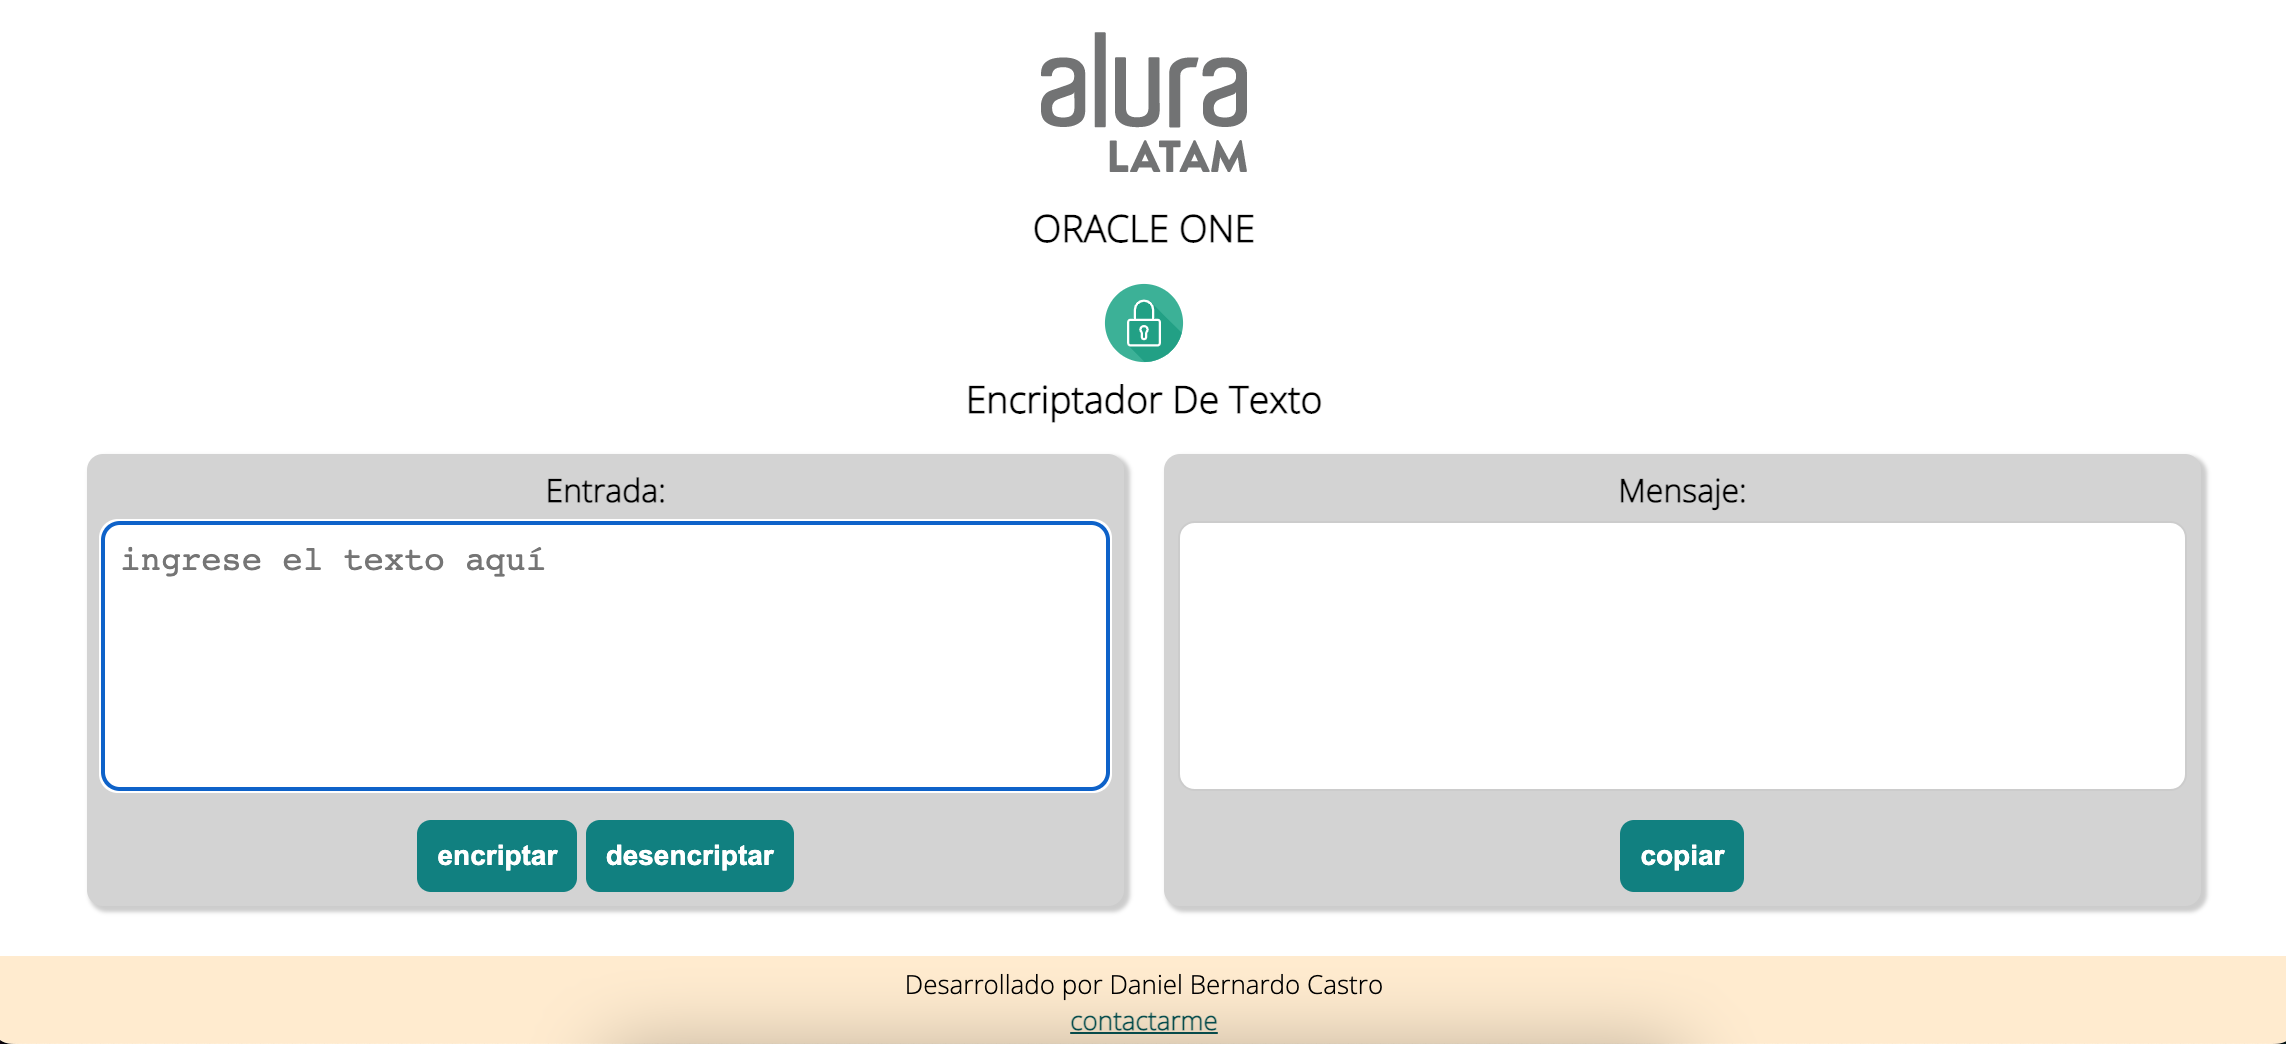 alura
LATAM
ORACLE ONE
Encriptador De Texto
Entrada:
ingrese el texto aquí
encriptar desencriptar
Mensaje:
copiar
Desarrollado por Daniel Bernardo Castro
contactarme